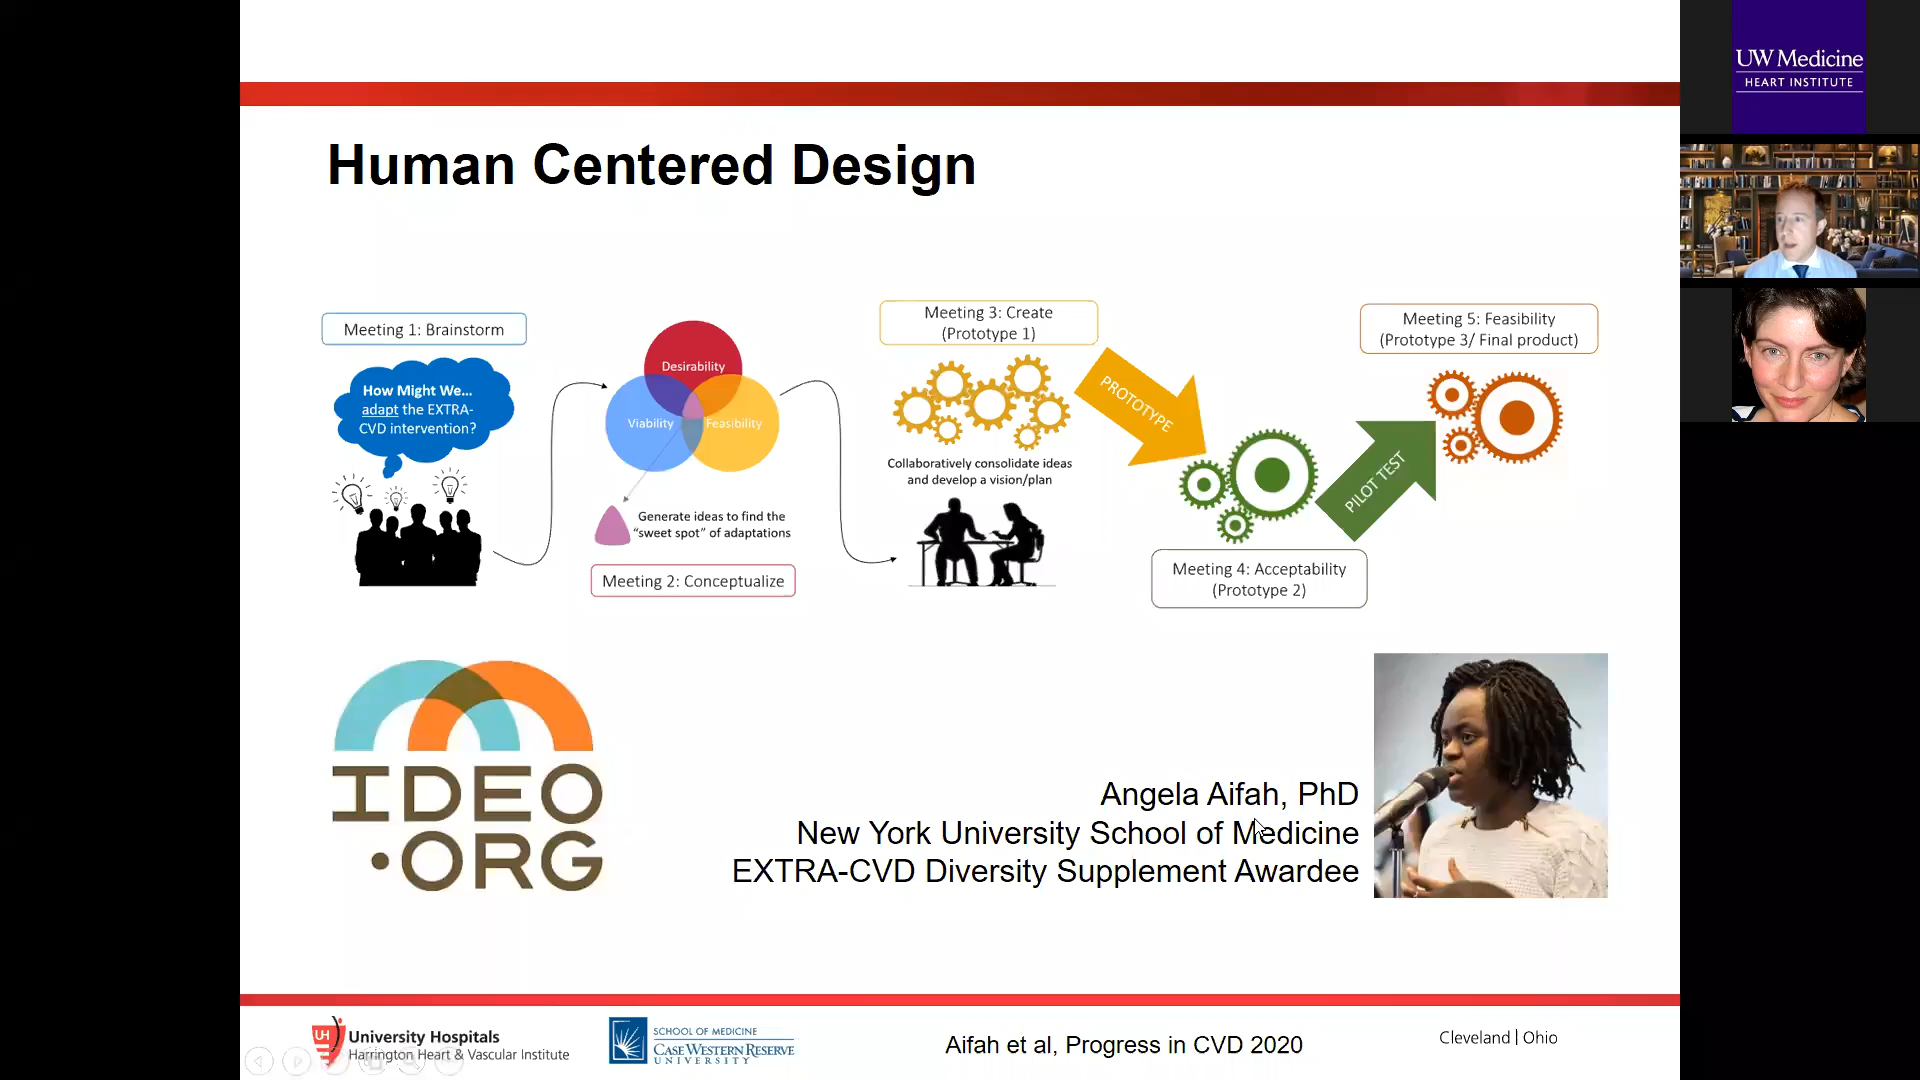 Human Centered Design
Meeting 1: Brainstorm
How Might We...
adapt the EXTRA-
CVD intervention?
Desirability
Viability
Feasibility
Generate ideas to find the
"sweet spot" of adaptations
Meeting 2: Conceptualize
Meeting 3: Create
(Prototype 1)
Collaboratively consolidate ideas
and develop a vision/plan
PROTOTYPE
Meeting 4: Acceptability
(Prototype 2)
PILOT TEST
Meeting 5: Feasibility
(Prototype 3/ Final product)
IDEO
.ORG
Angela Aifah, PhD
New York University School of Medicine
EXTRA-CVD Diversity Supplement Awardee
UH
University Hospitals
Harrington Heart & Vascular Institute
SCHOOL OF MEDICINE
CASE WESTERN RESERVE
UNIVERSITY
Aifah et al, Progress in CVD 2020
Cleveland | Ohio
UW Medicine
HEART INSTITUTE